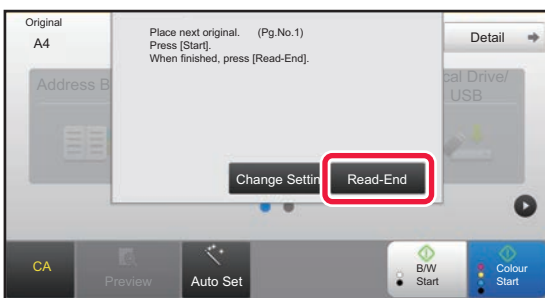 Original
A4
Place next original. (Pg.No.1)
Press [Start].
When finished, press [Read-End].
Detail
Address B
cal Drive/
USB
Change Settin
Read-End
CA
Preview
Auto Set
B/W
Start
Colour
Start